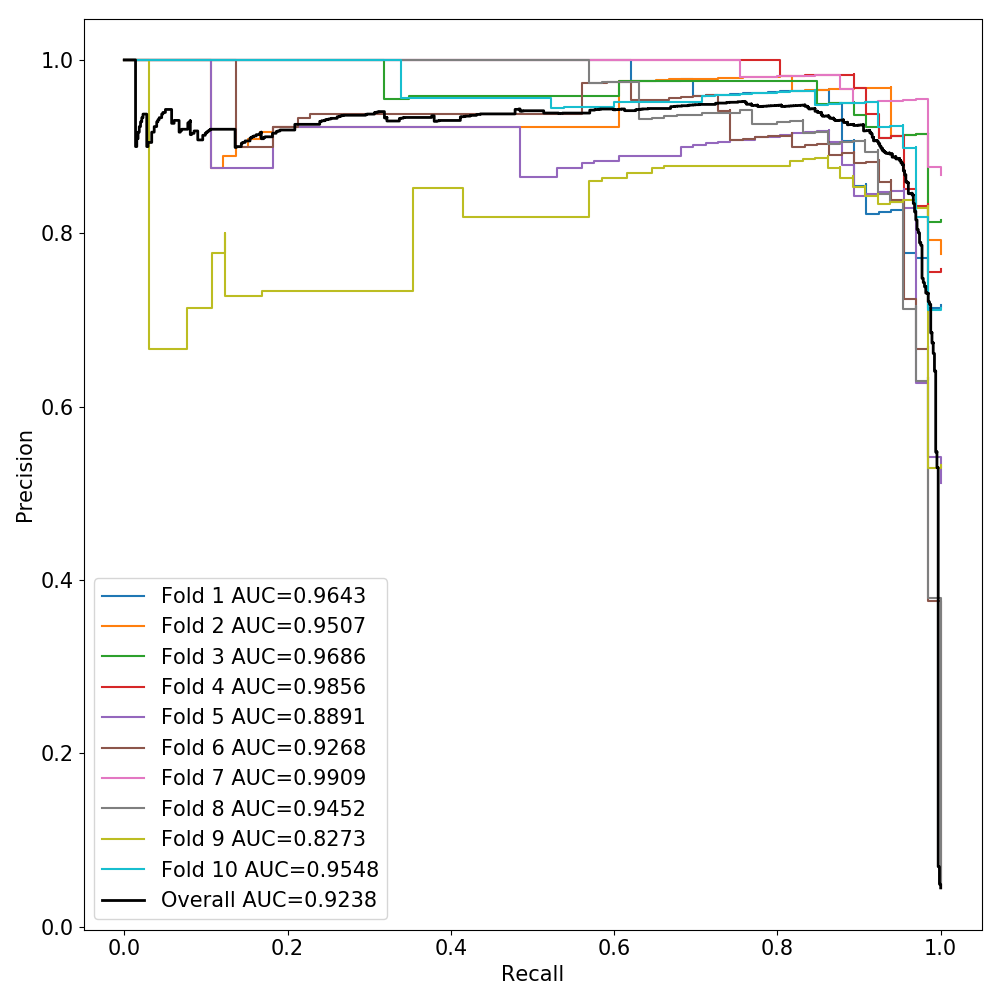 1.0
0.8
0.6
0.4
0.2
0.0
Precision
Fold 1 AUC=0.9643
Fold 2 AUC=0.9507
Fold 3 AUC=0.9686
Fold 4 AUC=0.9856
Fold 5 AUC=0.8891
Fold 6 AUC=0.9268
Fold 7 AUC=0.9909
Fold 8 AUC=0.9452
Fold 9 AUC=0.8273
Fold 10 AUC=0.9548
Overall AUC=0.9238
0.0 0.2 0.4 0.6 0.8 1.0
Recall